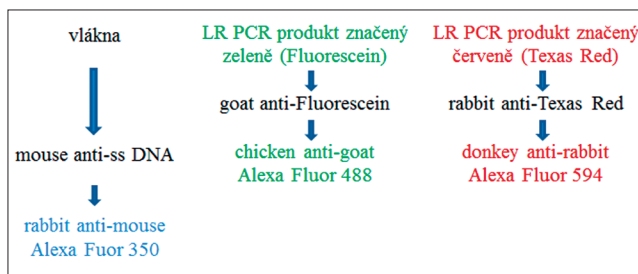 vlákna
mouse anti-ss DNA
rabbit anti-mouse
Alexa Fuor 350
LR PCR produkt značený
zeleně (Fluorescein)
goat anti-Fluorescein
chicken anti-goat
Alexa Fluor 488
LR PCR produkt značený
červeně (Texas Red)
rabbit anti-Texas Red
donkey anti-rabbit
Alexa Fluor 594